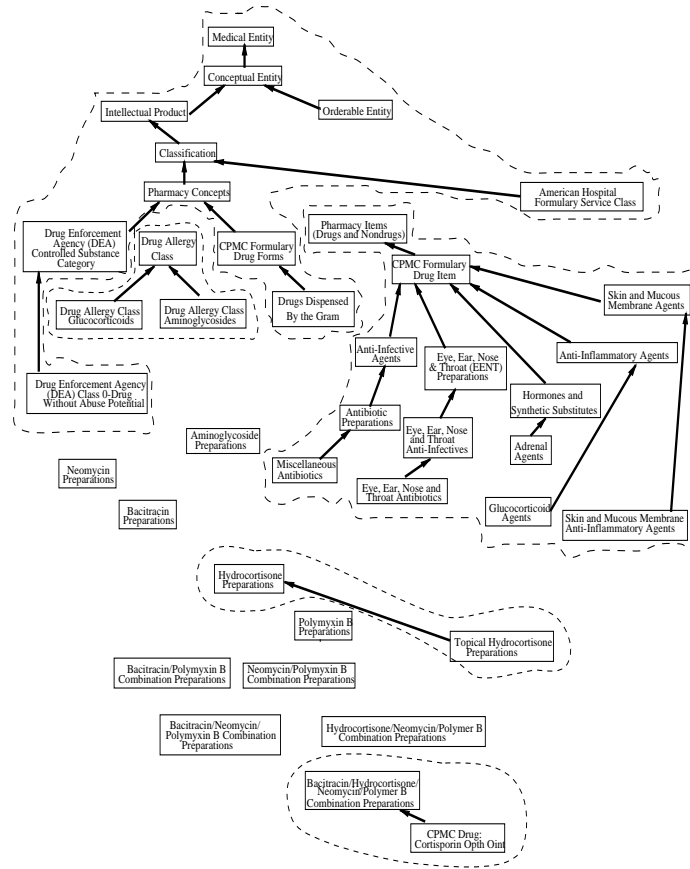 Medical Entity
Conceptual Entity
Intellectual Product
Orderable Entity
Classification
Pharmacy Concepts
American Hospital
Formulary Service Class
Drug Enforcement
Agency (DEA)
Controlled Substance
Category
Drug Allergy
Class
CPMC Formulary
Drug Forms
Pharmacy Items
(Drugs and Nondrugs)
CPMC Formulary
Drug Item
Drug Allergy Class
Glucocorticoids
Drug Allergy Class
Aminoglycosides
Drugs Dispensed
By the Gram
Skin and Mucous
Membrane Agents
Anti-Infective
Agents
Eye, Ear, Nose
& Throat (EENT)
Preparations
Anti-Inflammatory Agents
Drug Enforcement Agency
(DEA) Class 0-Drug
Without Abuse Potential
Hormones and
Synthetic Substitutes
Antibiotic
Preparations
Aminoglycoside
Preparations
Eye, Ear, Nose
and Throat
Anti-Infectives
Adrenal
Agents
Neomycin
Preparations
Miscellaneous
Antibiotics
Eye, Ear, Nose and
Throat Antibiotics
Bacitracin
Preparations
Glucocorticoid
Agents
Skin and Mucous Membrane
Anti-Inflammatory Agents
Hydrocortisone
Preparations
Polymyxin B
Preparations
Topical Hydrocortisone
Preparations
Bacitracin/Polymyxin B
Combination Preparations
Neomycin/Polymyxin B
Combination Preparations
Bacitracin/Neomycin/
Polymyxin B Combination
Preparations
Hydrocortisone/Neomycin/Polymer B
Combination Preparations
Bacitracin/Hydrocortisone/
Neomycin/Polymer B
Combination Preparations
CPMC Drug:
Cortisporin Opth Oint